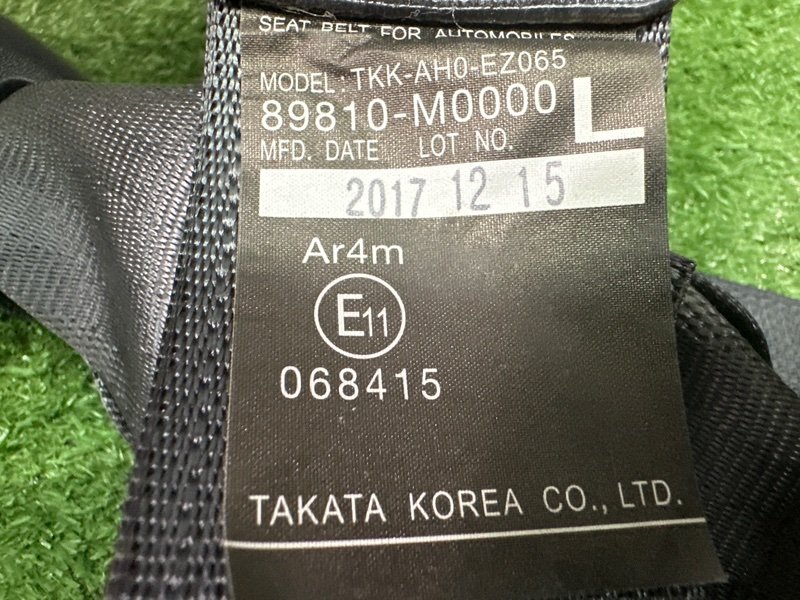 SEAT BELT FOR AUTOMOBILES
MODEL: TKK-AH0-EZ065
89810-M0000 L
MFD. DATE LOT NO.
2017 12 15
Ar4m
E11
068415
TAKATA KOREA CO., LTD.